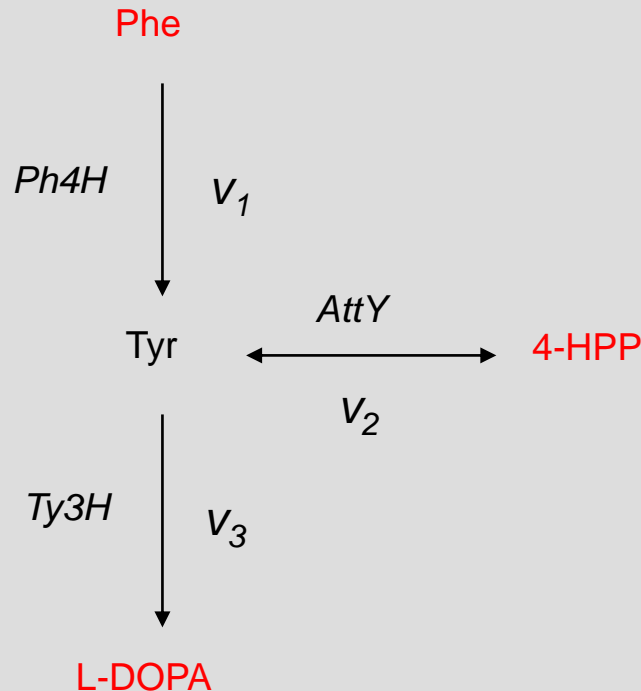 Phe
Ph4H
v1
AttY
Tyr
4-HPP
v2
Ty3H
v3
L-DOPA